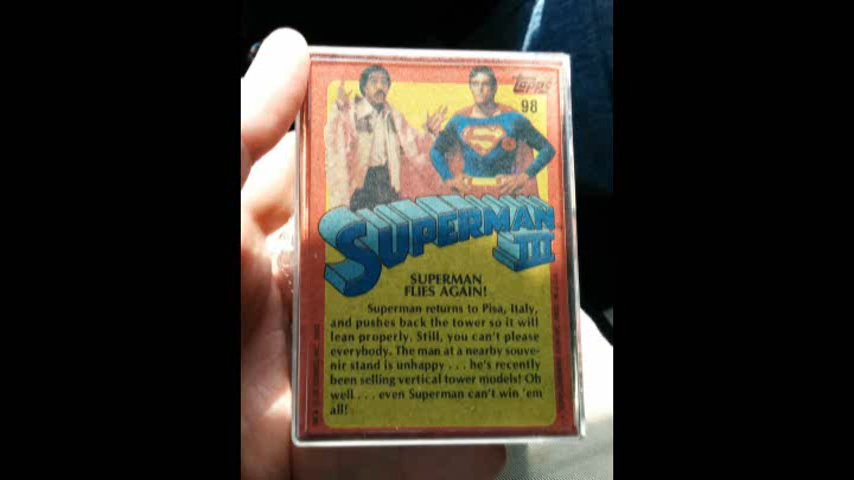 Topps
98
SUPERMAN
III
SUPERMAN
FLIES AGAIN!
Superman returns to Pisa, Italy,
and pushes back the tower so it will
lean properly. Still, you can't please
everybody. The man at a nearby souve-
nir stand is unhappy . . . he's recently
been selling vertical tower models! Oh
well . . . even Superman can't win 'em
all!